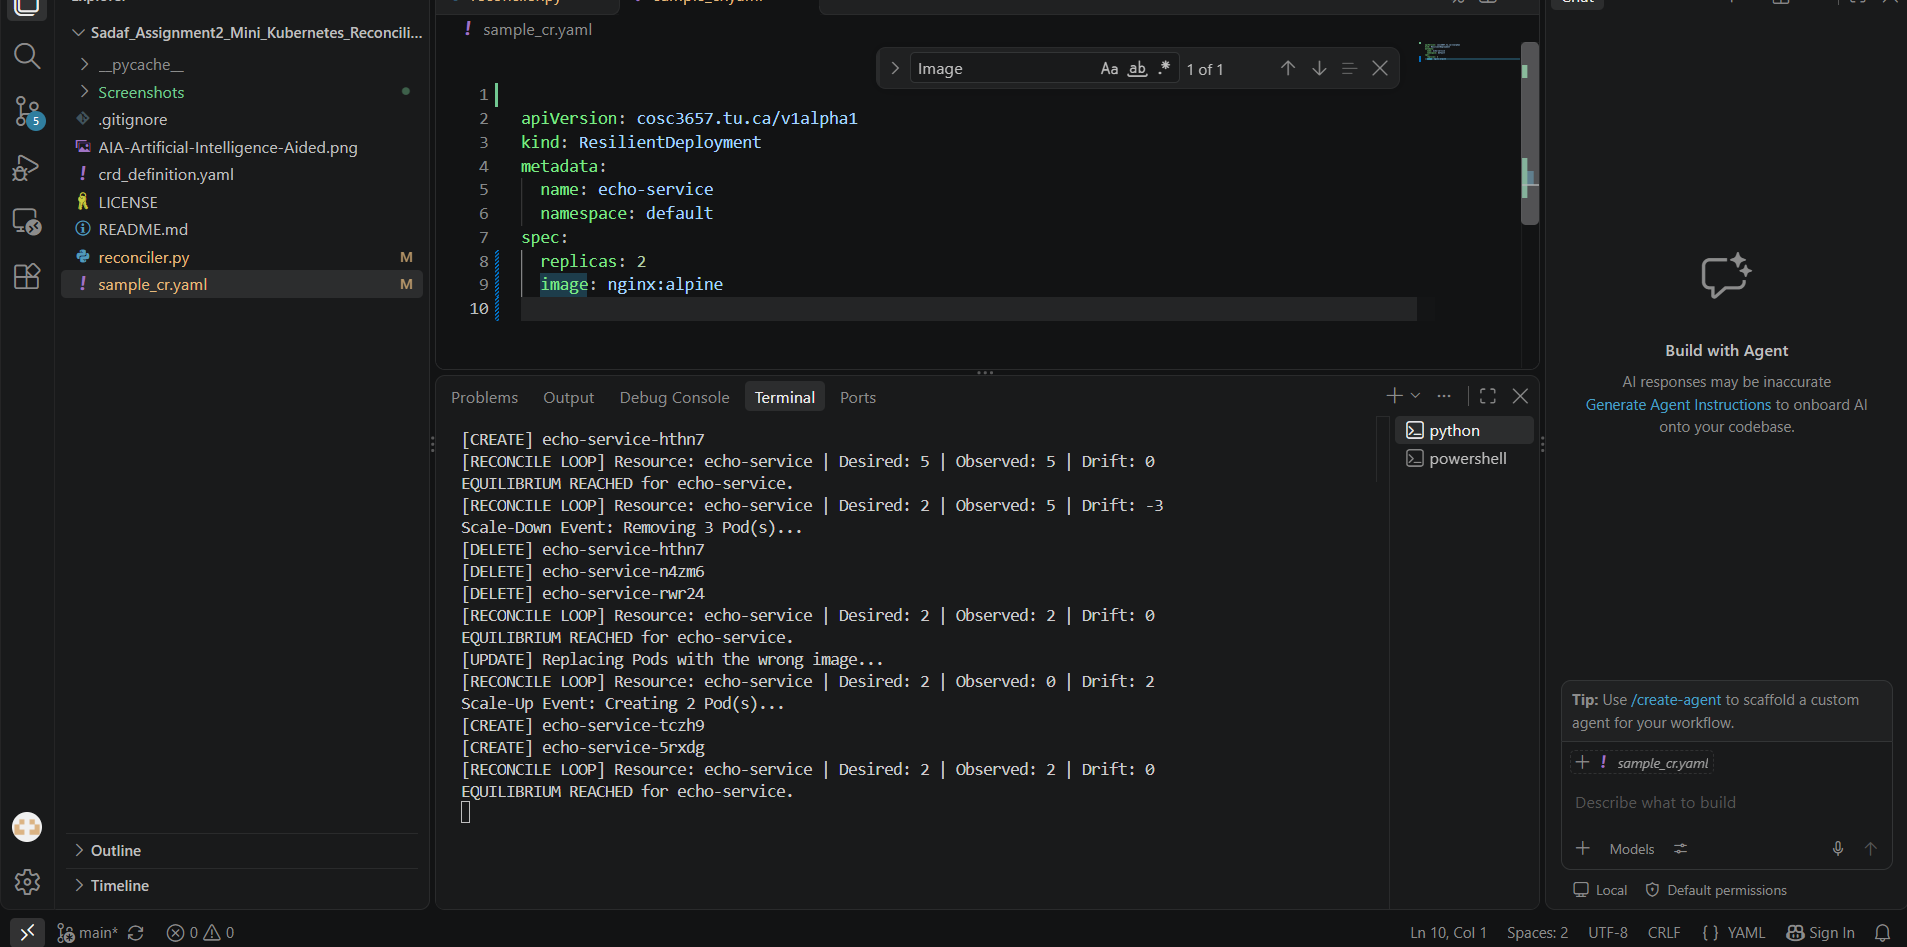 Sadaf_Assignment2_Mini_Kubernetes_Reconcili...
__pycache__
Screenshots
.gitignore
AIA-Artificial-Intelligence-Aided.png
crd_definition.yaml
LICENSE
README.md
reconciler.py M
sample_cr.yaml M
5
Outline
Timeline
sample_cr.yaml
Image
Aa ab .* 1 of 1
1
2 apiVersion: cosc3657.tu.ca/v1alpha1
3 kind: ResilientDeployment
4 metadata:
5 name: echo-service
6 namespace: default
7 spec:
8 replicas: 2
9 image: nginx:alpine
10
Problems Output Debug Console Terminal Ports
[CREATE] echo-service-hthn7
[RECONCILE LOOP] Resource: echo-service | Desired: 5 | Observed: 5 | Drift: 0
EQUILIBRIUM REACHED for echo-service.
[RECONCILE LOOP] Resource: echo-service | Desired: 2 | Observed: 5 | Drift: -3
Scale-Down Event: Removing 3 Pod(s)...
[DELETE] echo-service-hthn7
[DELETE] echo-service-n4zm6
[DELETE] echo-service-rwr24
[RECONCILE LOOP] Resource: echo-service | Desired: 2 | Observed: 2 | Drift: 0
EQUILIBRIUM REACHED for echo-service.
[UPDATE] Replacing Pods with the wrong image...
[RECONCILE LOOP] Resource: echo-service | Desired: 2 | Observed: 0 | Drift: 2
Scale-Up Event: Creating 2 Pod(s)...
[CREATE] echo-service-tczh9
[CREATE] echo-service-5rxdg
[RECONCILE LOOP] Resource: echo-service | Desired: 2 | Observed: 2 | Drift: 0
EQUILIBRIUM REACHED for echo-service.
python
powershell
Build with Agent
AI responses may be inaccurate
Generate Agent Instructions to onboard AI
onto your codebase.
Tip: Use /create-agent to scaffold a custom
agent for your workflow.
sample_cr.yaml
Describe what to build
Models
Local Default permissions
main* 0 0
Ln 10, Col 1 Spaces: 2 UTF-8 CRLF { } YAML Sign In